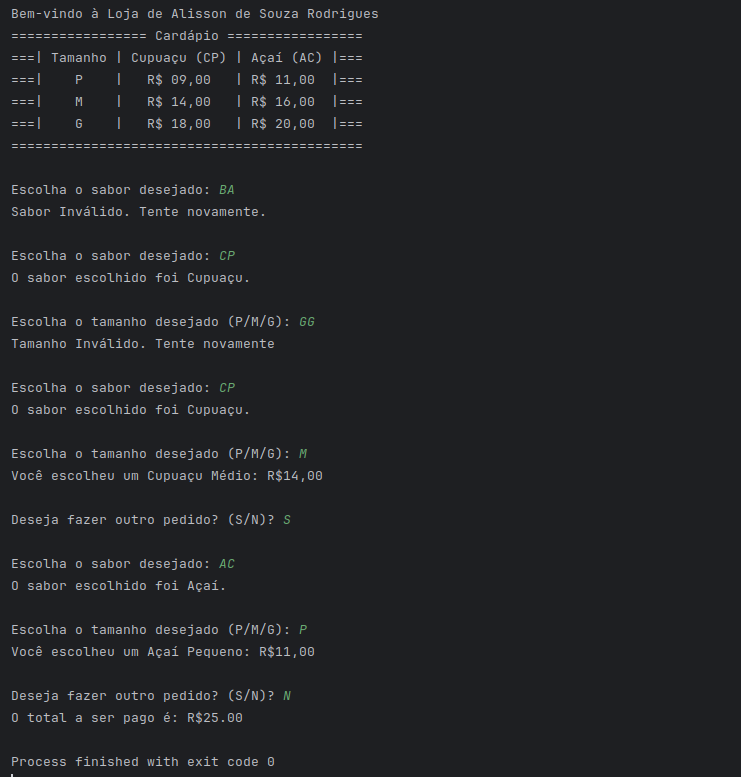 Bem-vindo à Loja de Alisson de Souza Rodrigues
================= Cardápio =================
===| Tamanho | Cupuaçu (CP) | Açaí (AC) |===
===|    P    |   R$ 09,00   | R$ 11,00  |===
===|    M    |   R$ 14,00   | R$ 16,00  |===
===|    G    |   R$ 18,00   | R$ 20,00  |===
============================================
Escolha o sabor desejado: BA
Sabor Inválido. Tente novamente.
Escolha o sabor desejado: CP
O sabor escolhido foi Cupuaçu.
Escolha o tamanho desejado (P/M/G): GG
Tamanho Inválido. Tente novamente
Escolha o sabor desejado: CP
O sabor escolhido foi Cupuaçu.
Escolha o tamanho desejado (P/M/G): M
Você escolheu um Cupuaçu Médio: R$14,00
Deseja fazer outro pedido? (S/N)? S
Escolha o sabor desejado: AC
O sabor escolhido foi Açaí.
Escolha o tamanho desejado (P/M/G): P
Você escolheu um Açaí Pequeno: R$11,00
Deseja fazer outro pedido? (S/N)? N
O total a ser pago é: R$25.00
Process finished with exit code 0